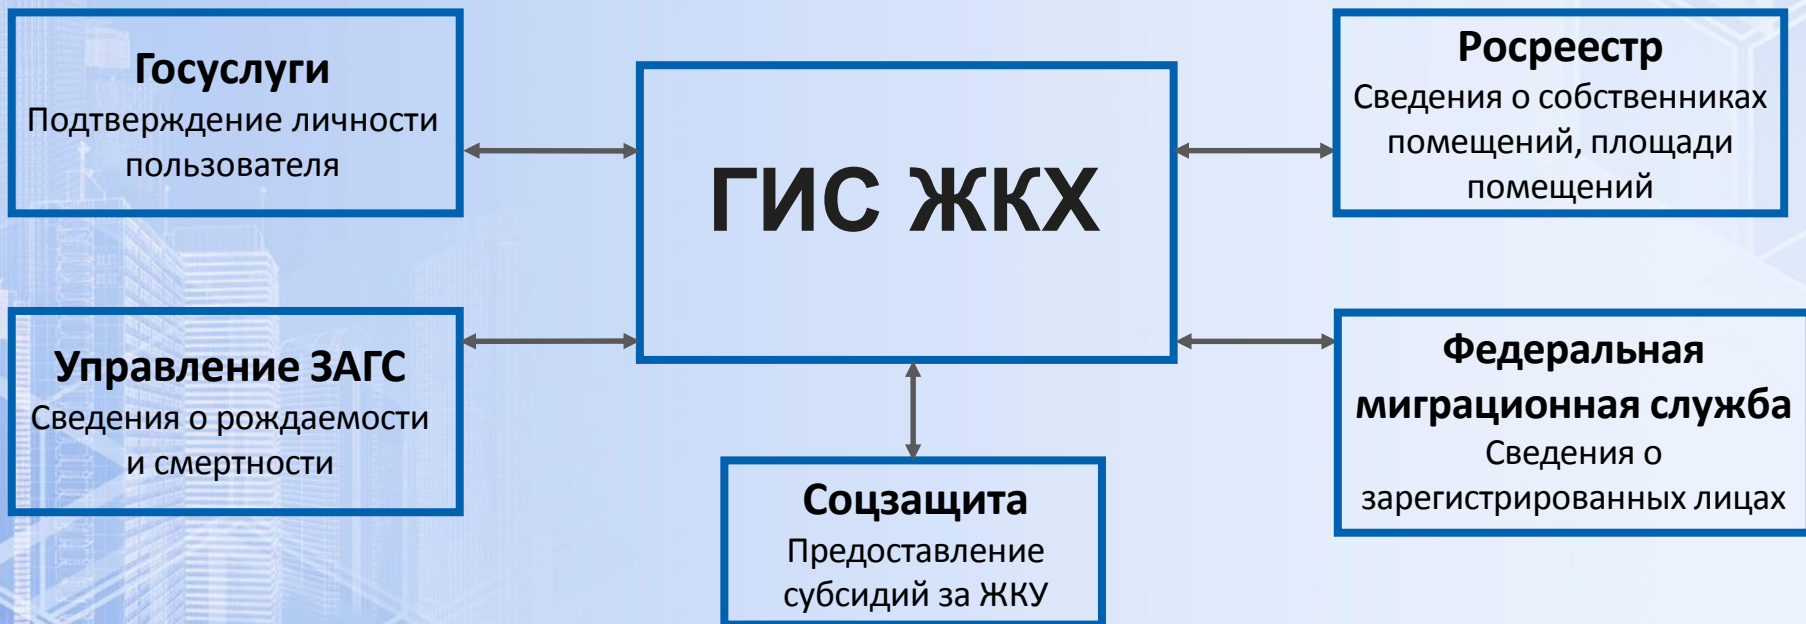 Госуслуги
Подтверждение личности
пользователя
ГИС ЖКХ
Росреестр
Сведения о собственниках
помещений, площади
помещений
Управление ЗАГС
Сведения о рождаемости
и смертности
Соцзащита
Предоставление
субсидий за ЖКУ
Федеральная
миграционная служба
Сведения о
зарегистрированных лицах